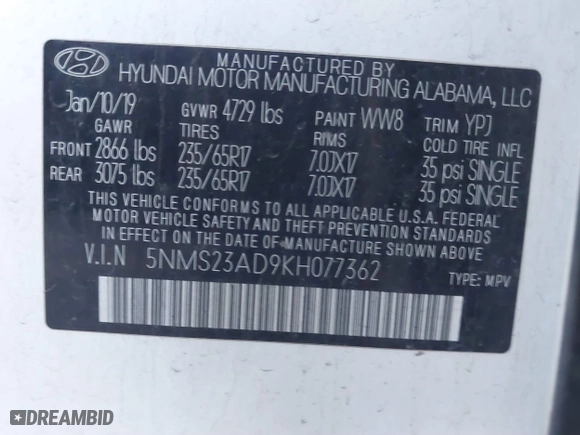 MANUFACTURED BY
HYUNDAI MOTOR MANUFACTURING ALABAMA, LLC
Jan/10/19 GVWR 4729 lbs PAINT WW8 TRIM YPJ
GAWR TIRES RIMS COLD TIRE INFL
FRONT 2866 lbs 235/65R17 7.0JX17 35 psi SINGLE
REAR 3075 lbs 235/65R17 7.0JX17 35 psi SINGLE
THIS VEHICLE CONFORMS TO ALL APPLICABLE U.S.A. FEDERAL
MOTOR VEHICLE SAFETY AND THEFT PREVENTION STANDARDS
IN EFFECT ON THE DATE OF MANUFACTURE SHOWN ABOVE.
V.I.N 5NMS23AD9KH077362
TYPE: MPV
DREAMBID